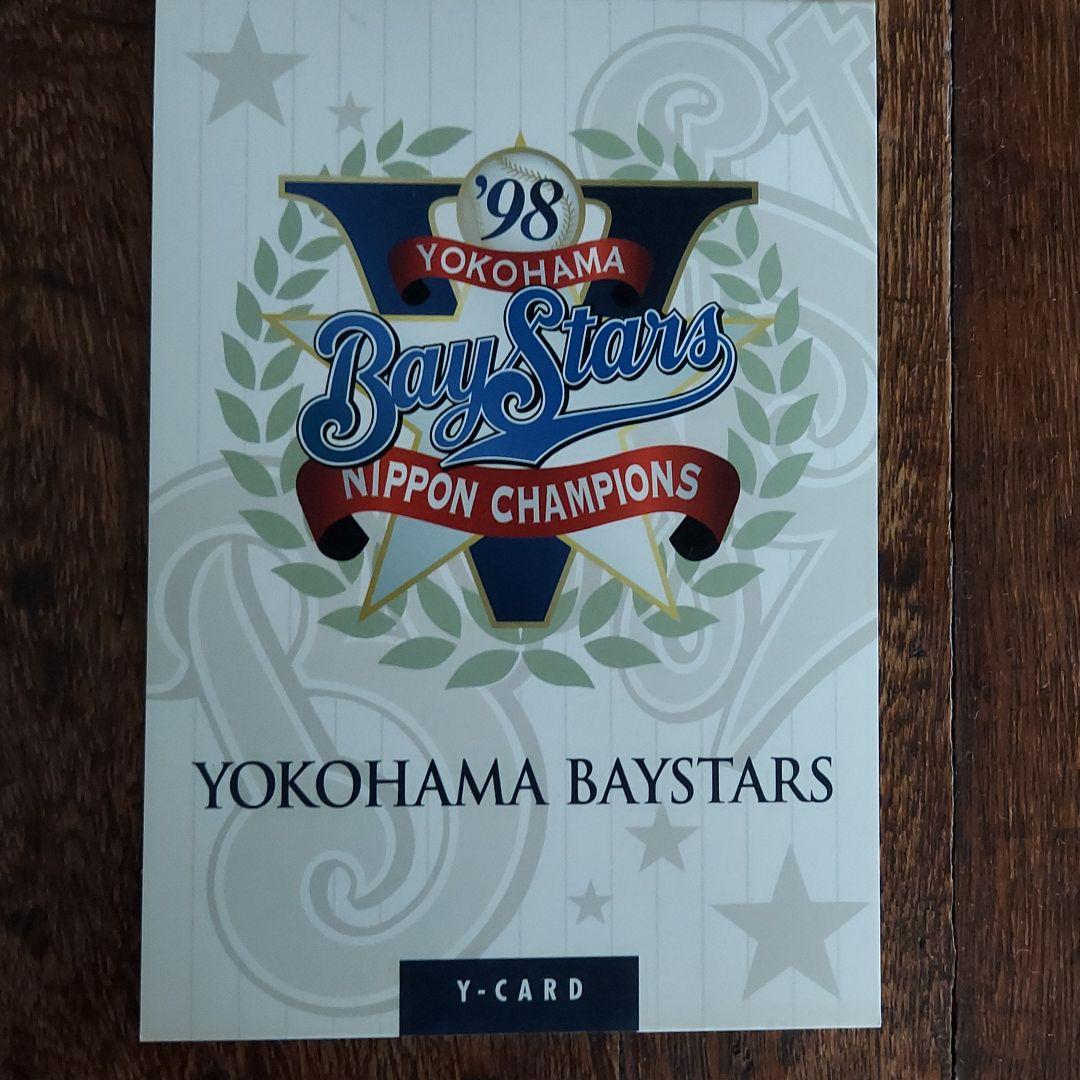 '98
YOKOHAMA
BayStars
NIPPON CHAMPIONS
YOKOHAMA BAYSTARS
Y-CARD